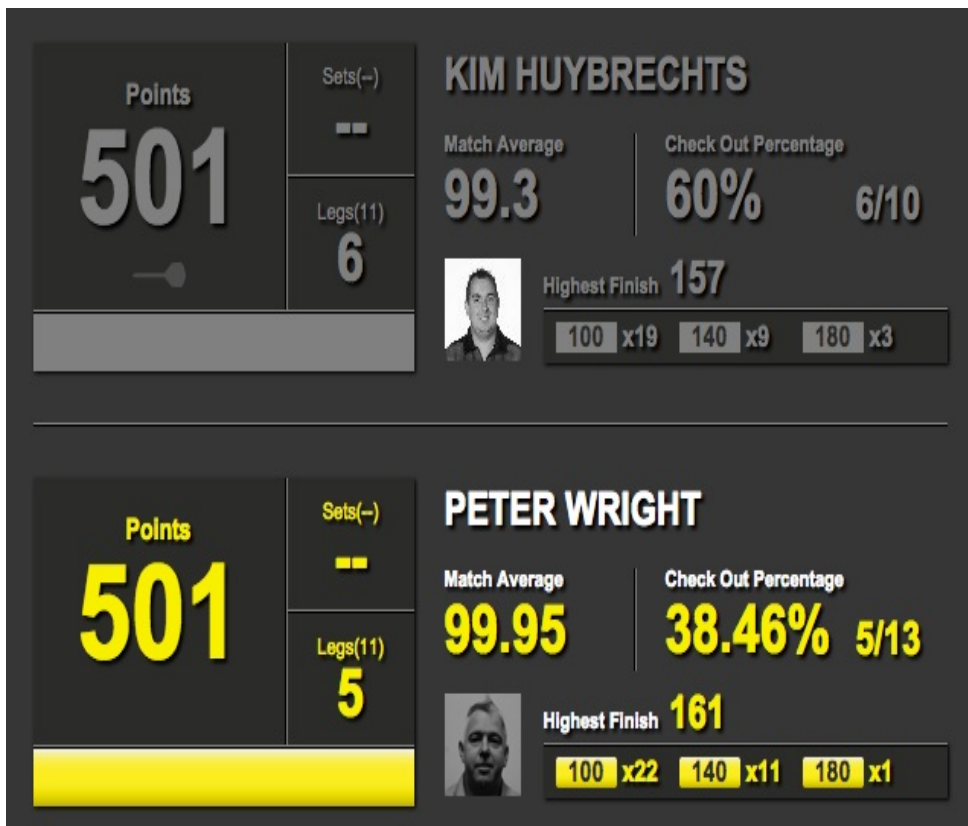 KIM HUYBRECHTS
Points
501
Sets(--)
--
Legs(11)
6
Match Average
99.3
Check Out Percentage
60% 6/10
Highest Finish 157
100 x19 140 x9 180 x3
PETER WRIGHT
Points
501
Sets(--)
--
Legs(11)
5
Match Average
99.95
Check Out Percentage
38.46% 5/13
Highest Finish 161
100 x22 140 x11 180 x1